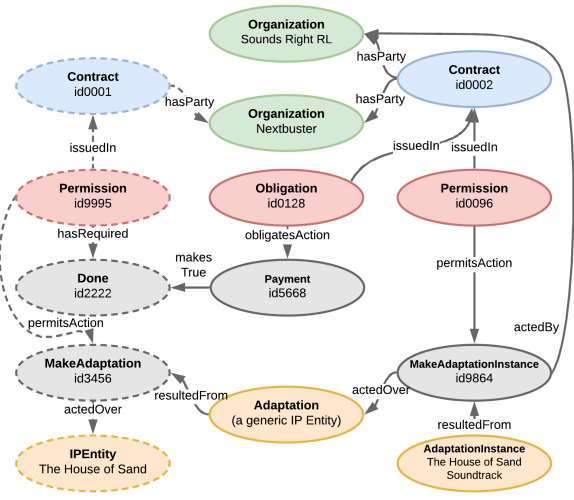 Organization
Sounds Right RL
hasParty
Contract
id0001
Contract
id0002
hasParty
hasParty
Organization
Nextbuster
issuedIn
issuedIn
issuedIn
Permission
id9995
Obligation
id0128
Permission
id0096
hasRequired
obligatesAction
makes
True
permitsAction
Done
id2222
Payment
id5668
permitsAction
actedBy
MakeAdaptation
id3456
MakeAdaptationInstance
id9864
resultedFrom
actedOver
actedOver
Adaptation
(a generic IP Entity)
resultedFrom
IPEntity
The House of Sand
AdaptationInstance
The House of Sand
Soundtrack